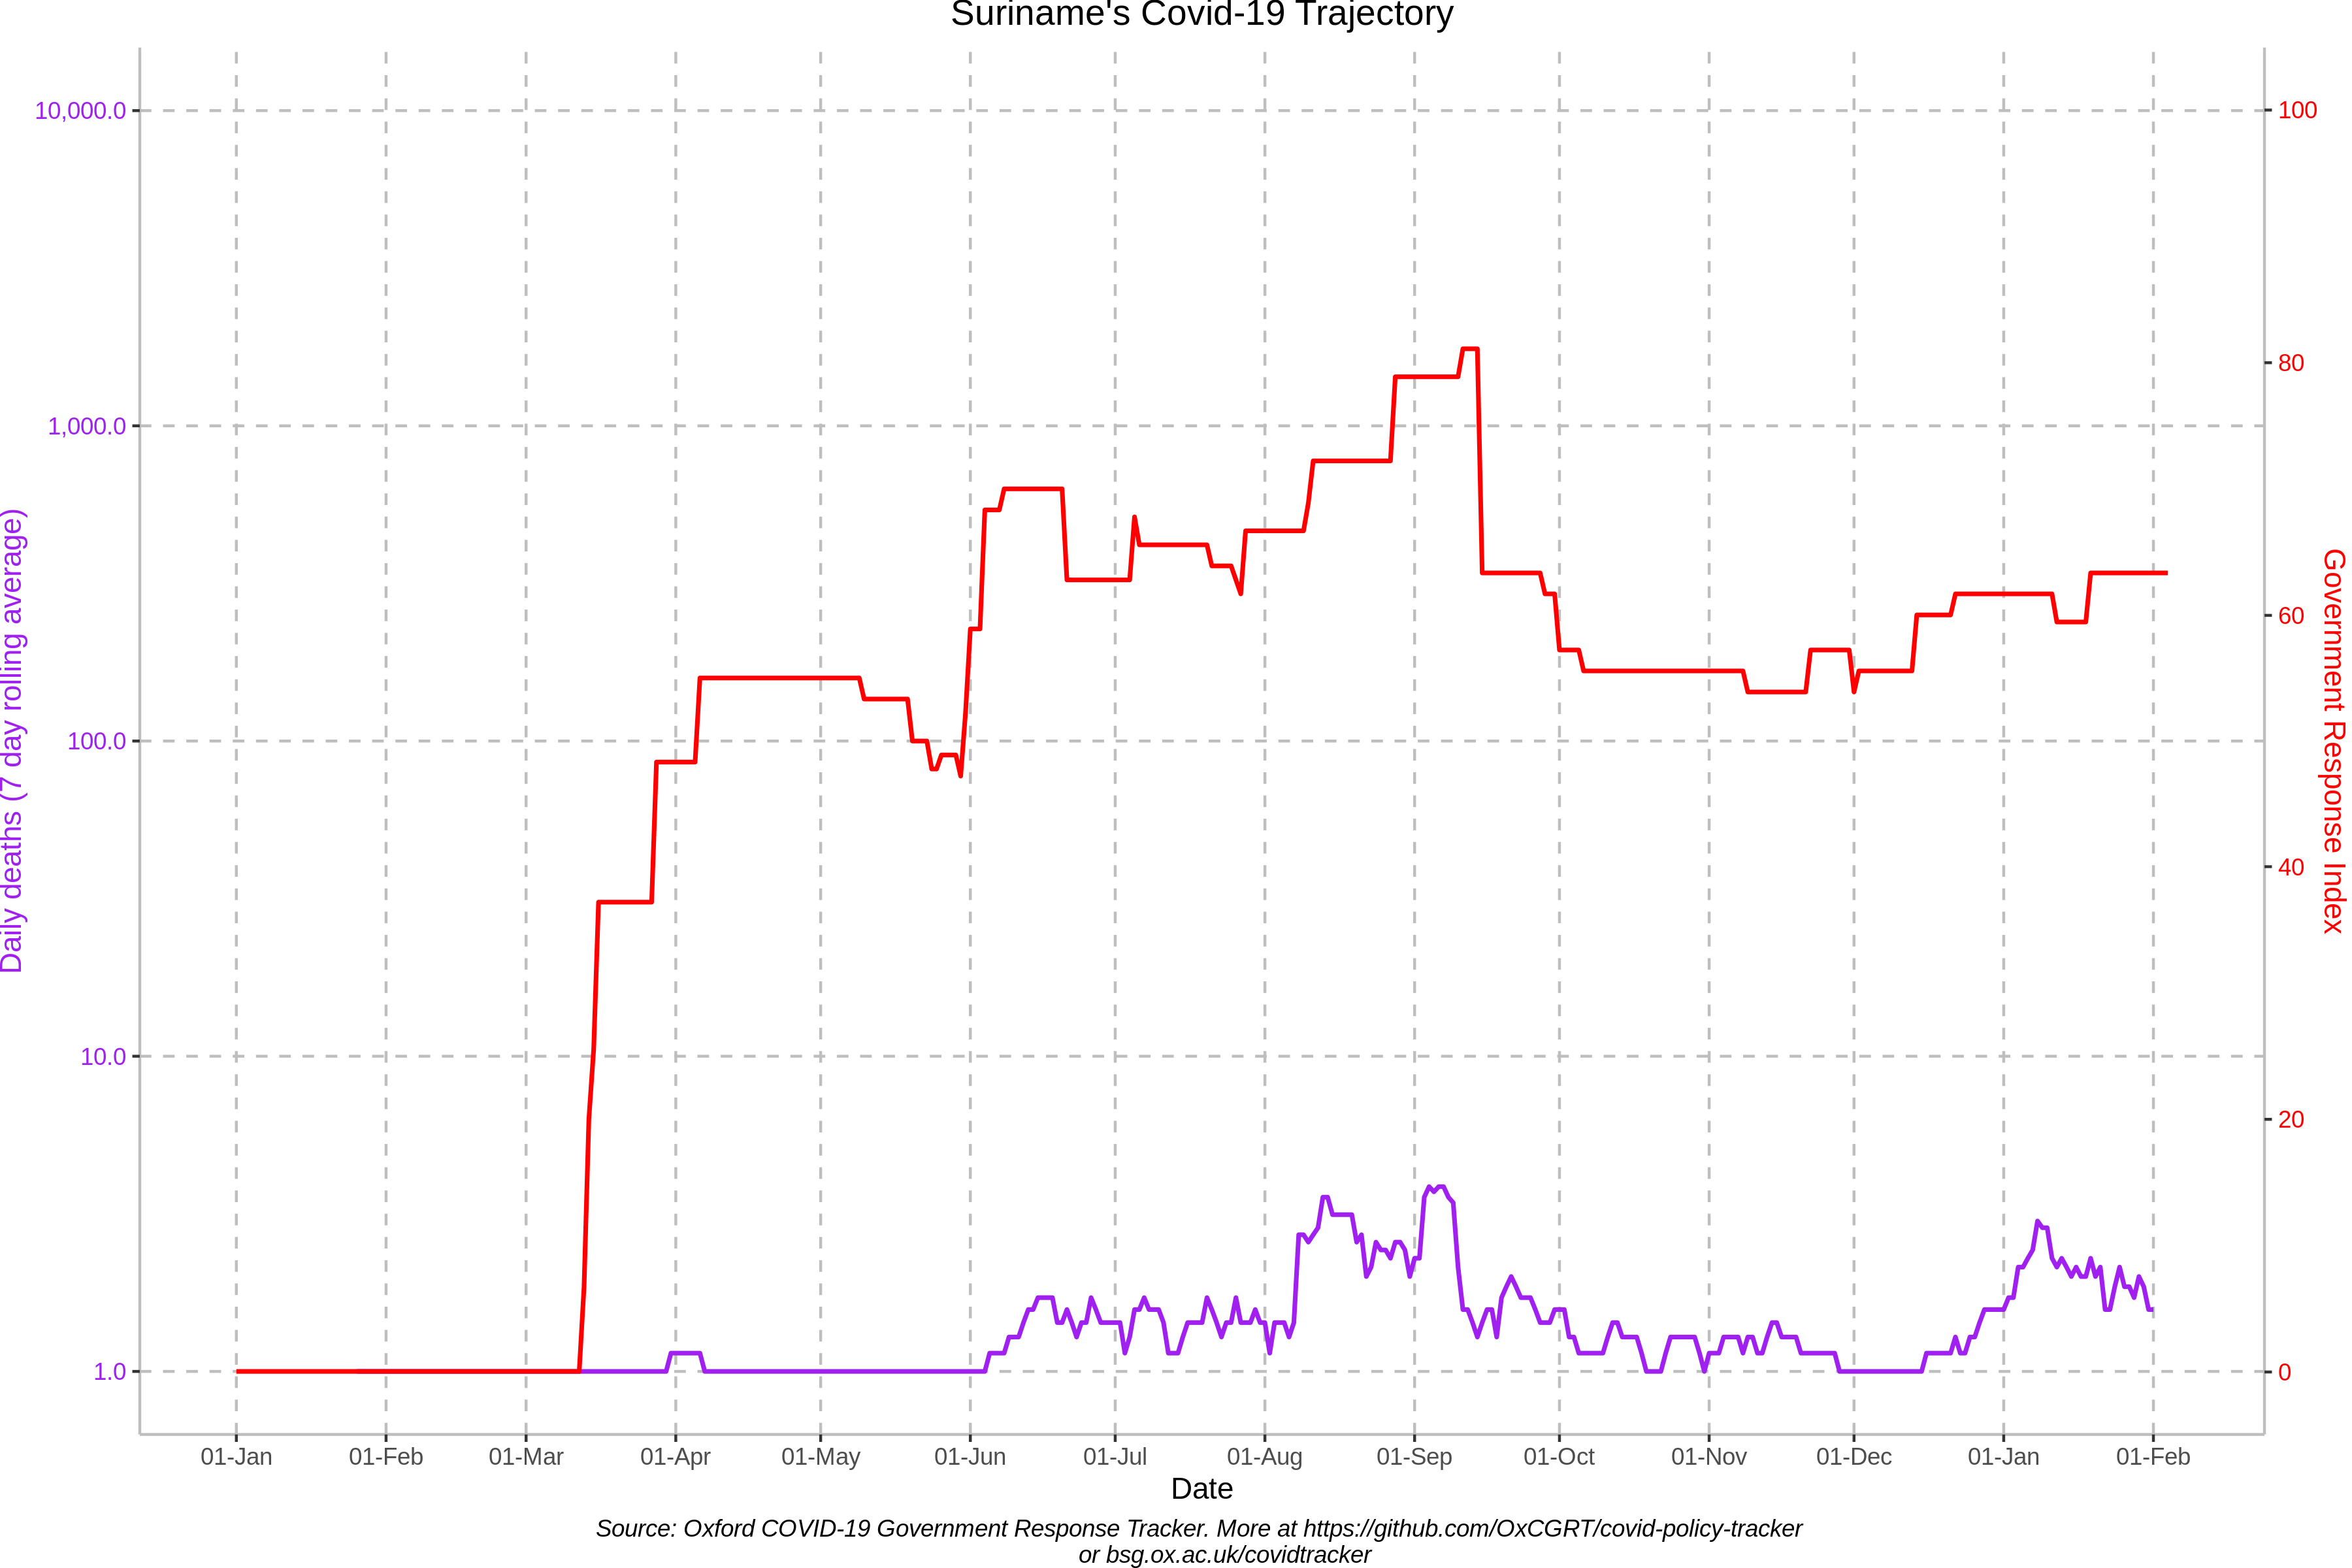 Suriname's Covid-19 Trajectory
10,000.0
1,000.0
100.0
10.0
1.0
Daily deaths (7 day rolling average)
100
80
60
40
20
0
Government Response Index
01-Jan 01-Feb 01-Mar 01-Apr 01-May 01-Jun 01-Jul 01-Aug 01-Sep 01-Oct 01-Nov 01-Dec 01-Jan 01-Feb
Date
Source: Oxford COVID-19 Government Response Tracker. More at https://github.com/OxCGRT/covid-policy-tracker
or bsg.ox.ac.uk/covidtracker